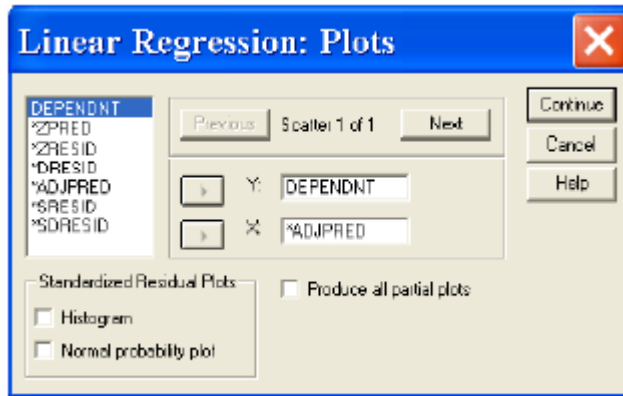 Linear Regression: Plots
DEPENDNT
*ZPRED
*ZRESID
*DRESID
*ADJPRED
*SRESID
*SDRESID
Previous Scatter 1 of 1 Next
Y: DEPENDNT
X: *ADJPRED
Continue
Cancel
Help
Standardized Residual Plots
Histogram
Normal probability plot
Produce all partial plots